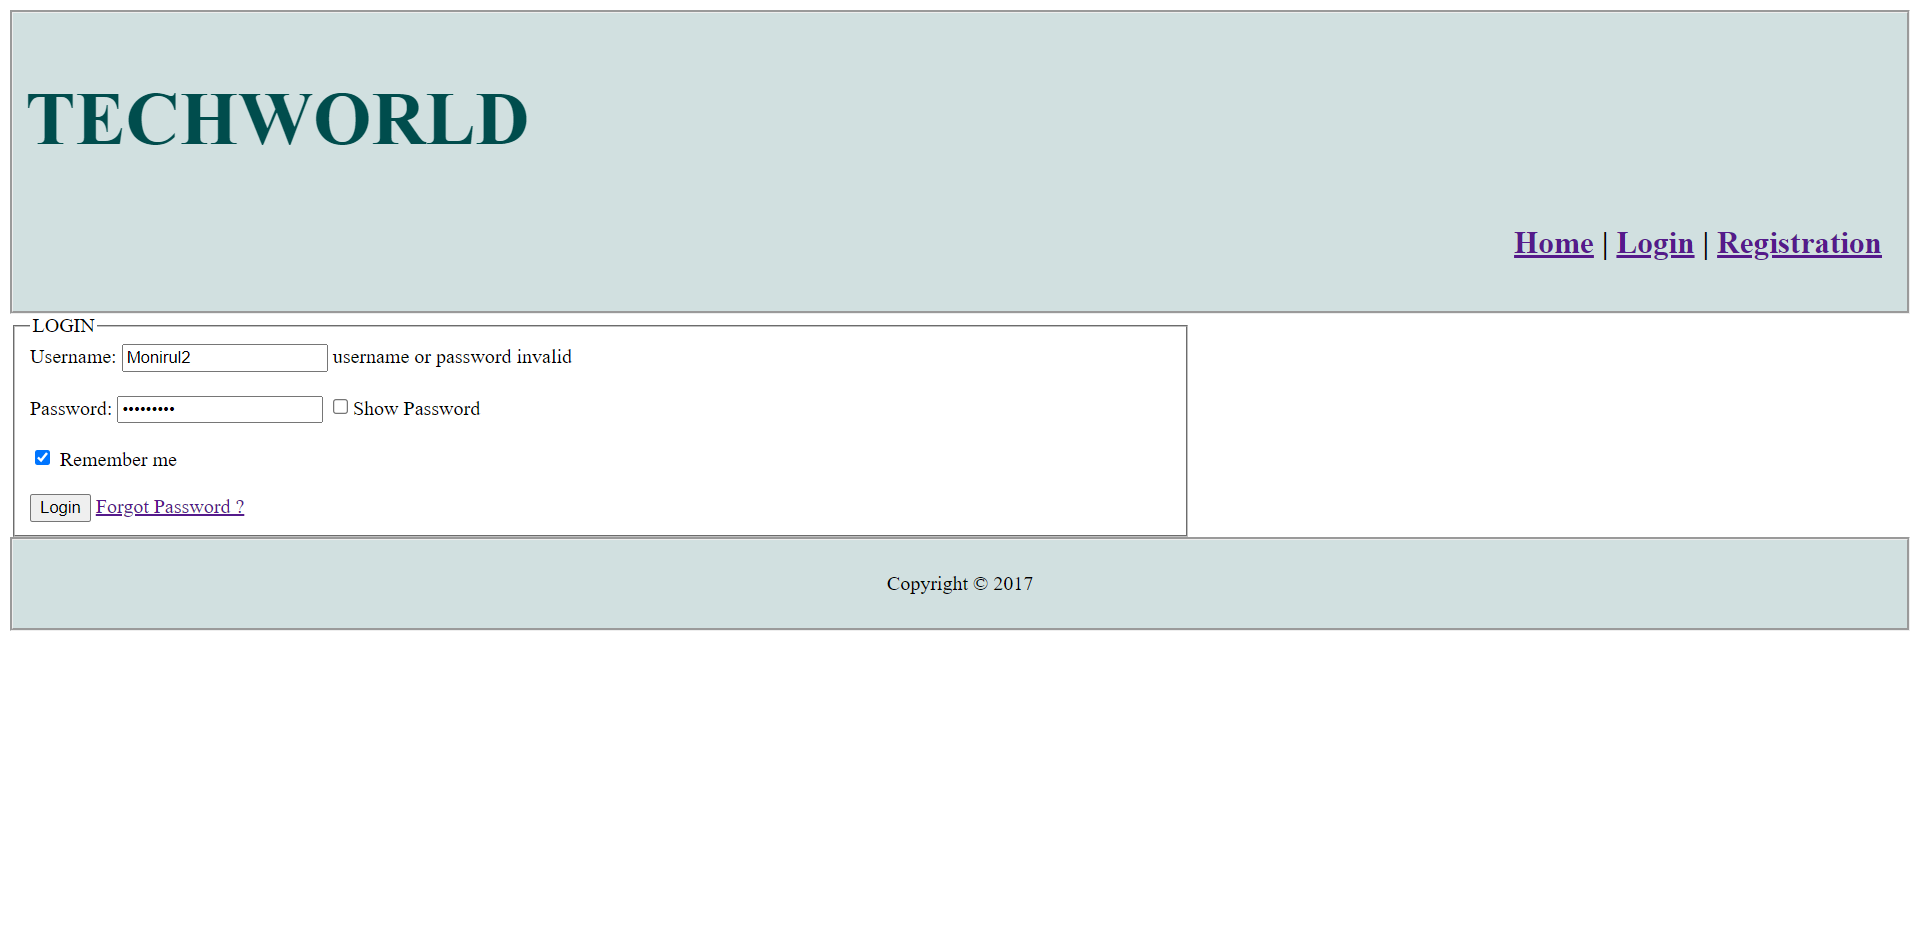 TECHWORLD
Home | Login | Registration
LOGIN
Username: Monirul2 username or password invalid
Password: ••••••••• Show Password
Remember me
Login Forgot Password ?
Copyright © 2017